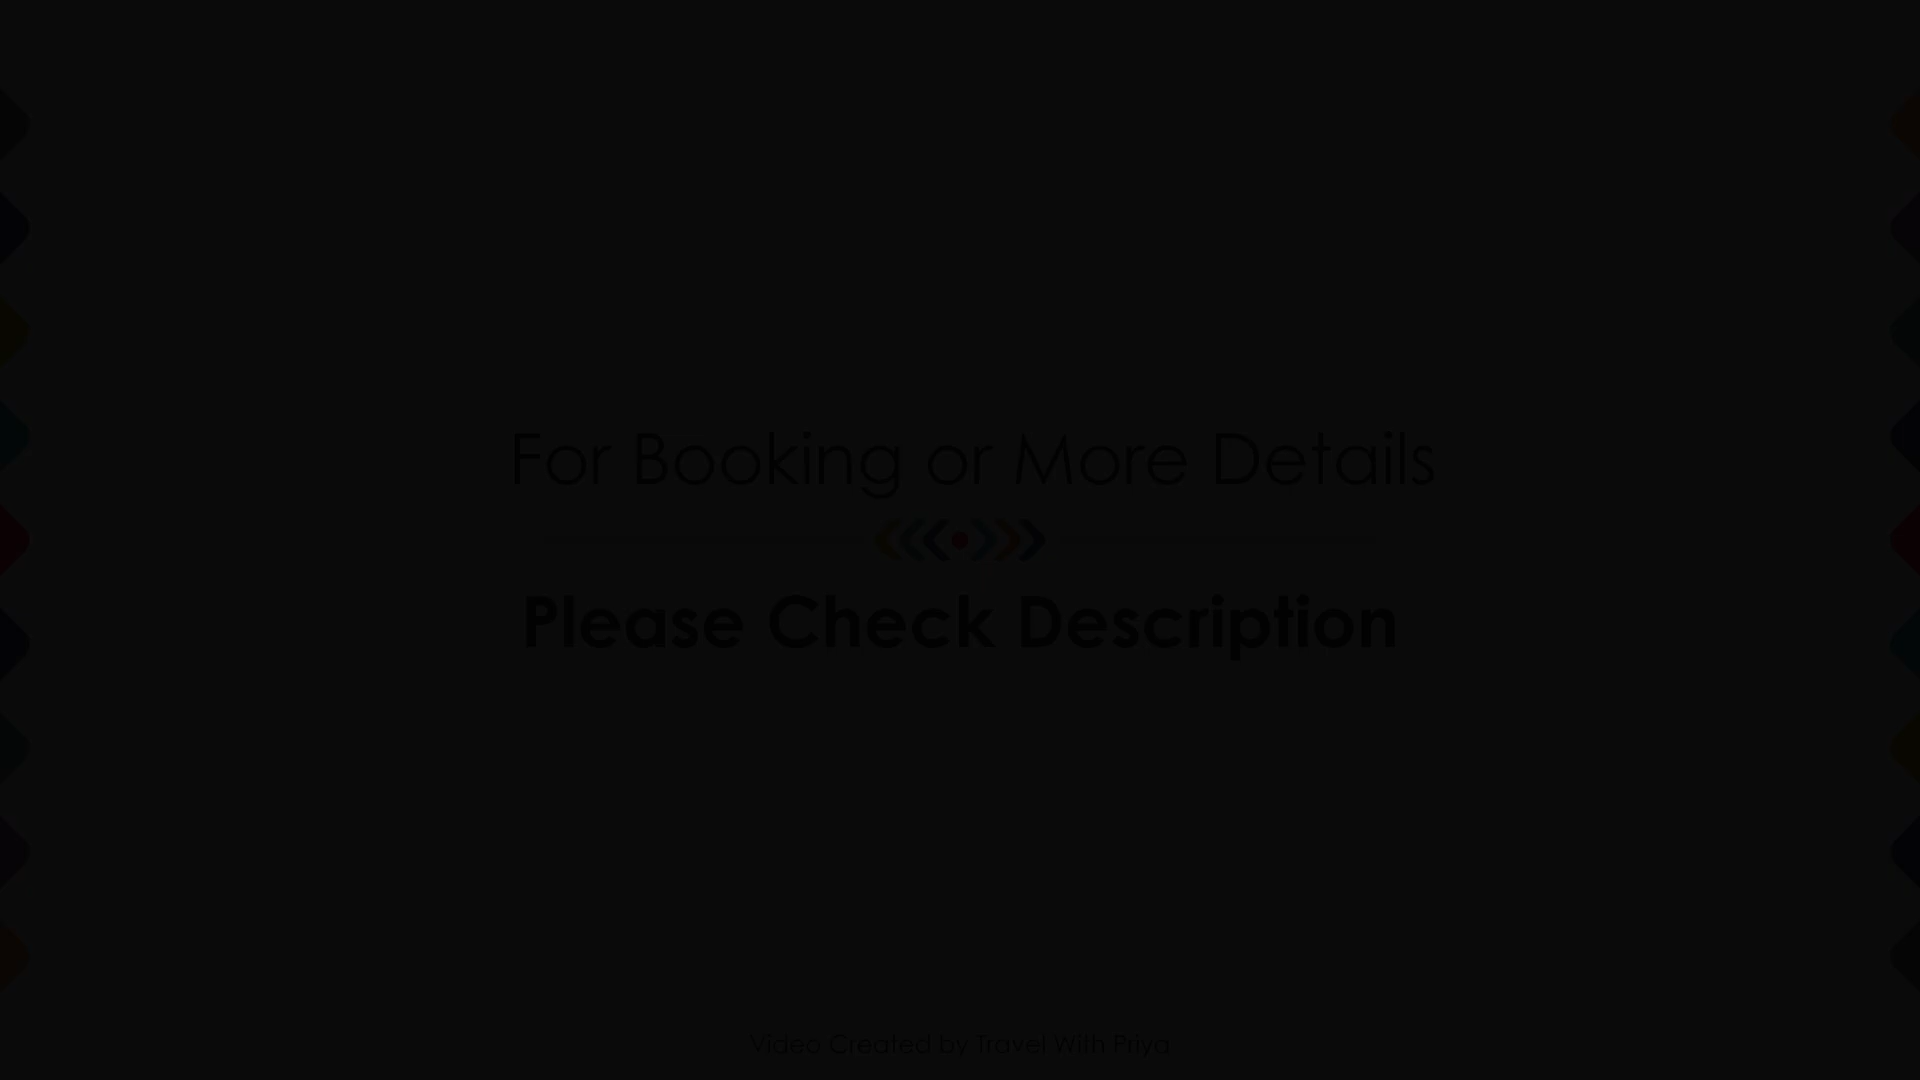 For Booking or More Details
Please Check Description
Video Created by Travel With Priya